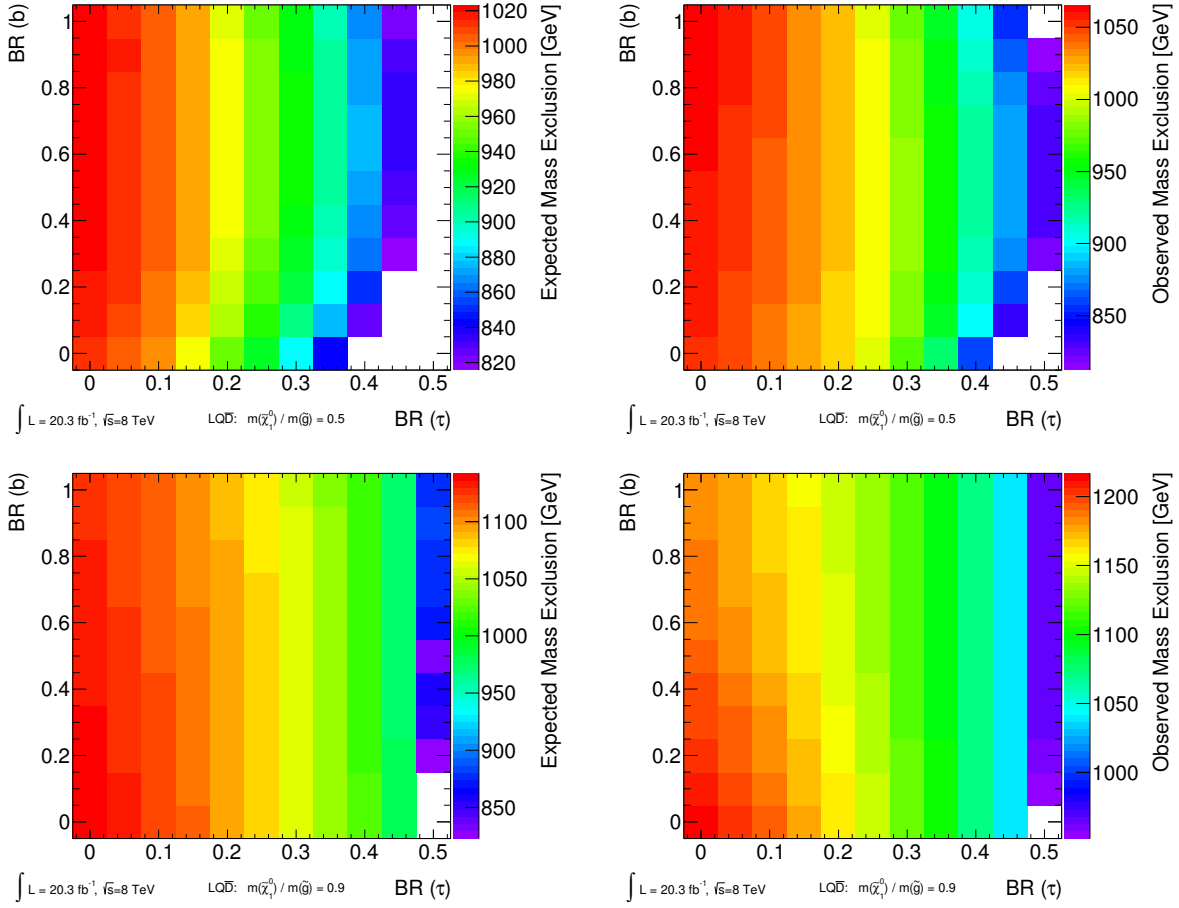 BR (b)
1
0.8
0.6
0.4
0.2
0
0 0.1 0.2 0.3 0.4 0.5
BR (τ)
1020
1000
980
960
940
920
900
880
860
840
820
Expected Mass Exclusion [GeV]
∫ L = 20.3 fb⁻¹, √s=8 TeV LQD̅: m(χ̃⁰₁) / m(g̃) = 0.5
BR (b)
1
0.8
0.6
0.4
0.2
0
0 0.1 0.2 0.3 0.4 0.5
BR (τ)
1050
1000
950
900
850
Observed Mass Exclusion [GeV]
∫ L = 20.3 fb⁻¹, √s=8 TeV LQD̅: m(χ̃⁰₁) / m(g̃) = 0.5
BR (b)
1
0.8
0.6
0.4
0.2
0
0 0.1 0.2 0.3 0.4 0.5
BR (τ)
1100
1050
1000
950
900
850
Expected Mass Exclusion [GeV]
∫ L = 20.3 fb⁻¹, √s=8 TeV LQD̅: m(χ̃⁰₁) / m(g̃) = 0.9
BR (b)
1
0.8
0.6
0.4
0.2
0
0 0.1 0.2 0.3 0.4 0.5
BR (τ)
1200
1150
1100
1050
1000
Observed Mass Exclusion [GeV]
∫ L = 20.3 fb⁻¹, √s=8 TeV LQD̅: m(χ̃⁰₁) / m(g̃) = 0.9